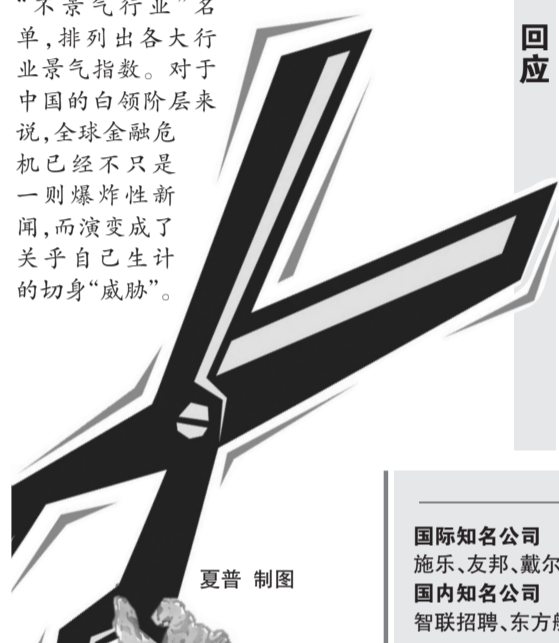 “不景气行业”名
单,排列出各大行
业景气指数。对于
中国的白领阶层来
说,全球金融危
机已经不只是
一则爆炸性新
闻,而演变成了
关乎自己生计
的切身“威胁”。
回应
夏普 制图
国际知名公司
施乐、友邦、戴尔
国内知名公司
智联招聘、东方